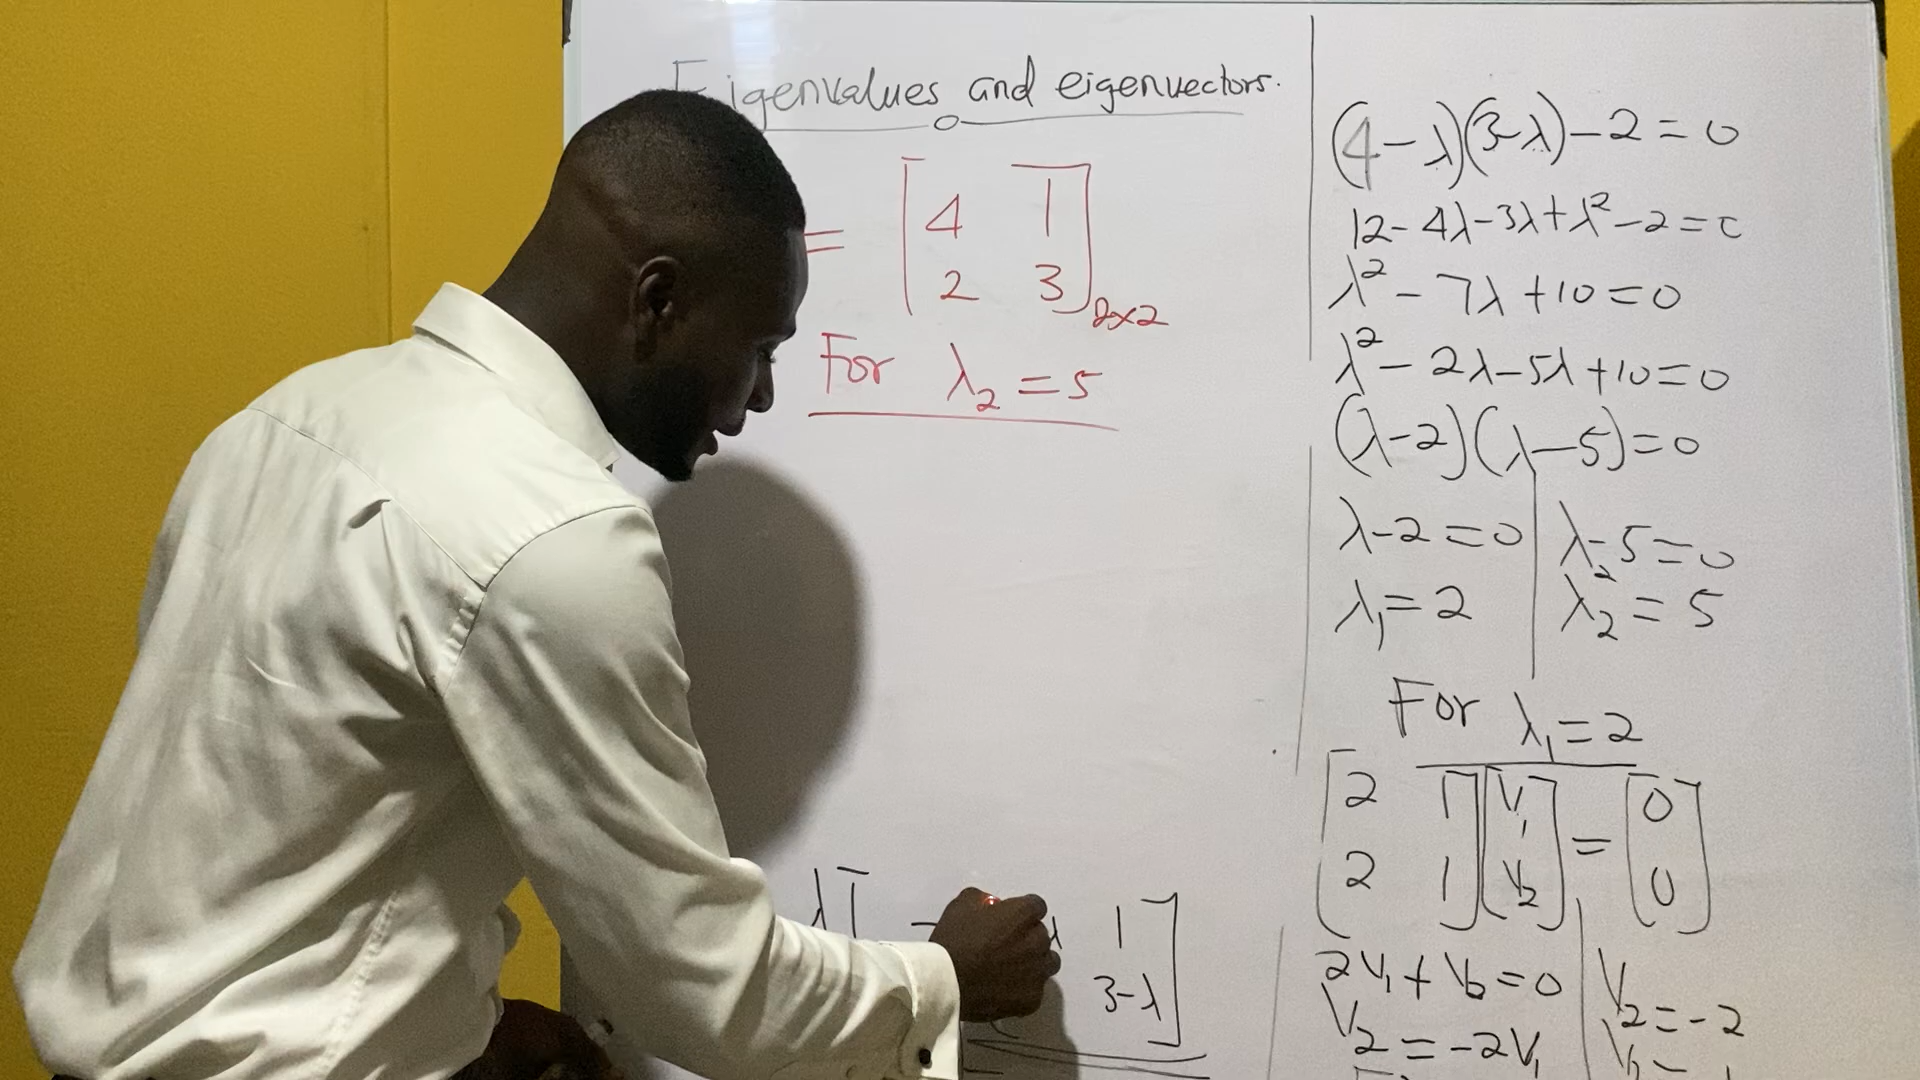 Eigenvalues and eigenvectors.
= [4 1
2 3] 2x2
For λ2 = 5
λI = λ 1
3-λ
(4-λ)(3-λ)-2=0
12-4λ-3λ+λ²-2=0
λ²-7λ+10=0
λ²-2λ-5λ+10=0
(λ-2)(λ-5)=0
λ-2=0 λ-5=0
λ1=2 λ2=5
For λ1=2
[2 1][V1] = [0]
[2 1][V2] [0]
2V1+V2=0 V2=-2
V2=-2V1